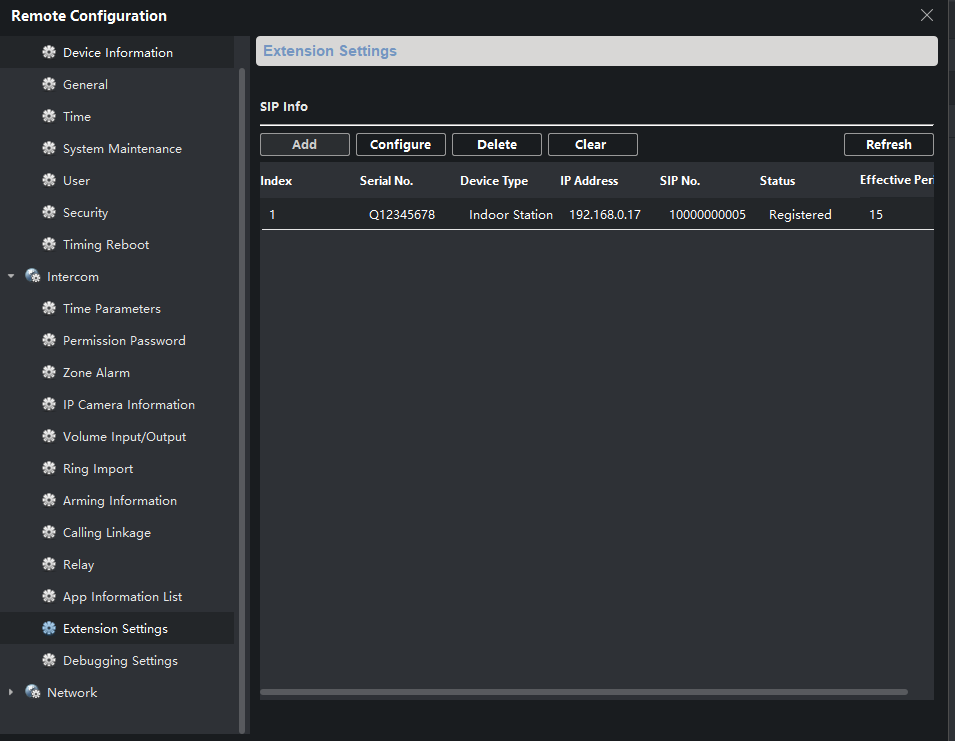 Remote Configuration
Device Information
General
Time
System Maintenance
User
Security
Timing Reboot
Intercom
Time Parameters
Permission Password
Zone Alarm
IP Camera Information
Volume Input/Output
Ring Import
Arming Information
Calling Linkage
Relay
App Information List
Extension Settings
Debugging Settings
Network
Extension Settings
SIP Info
Add Configure Delete Clear Refresh
Index Serial No. Device Type IP Address SIP No. Status Effective Peri
1 Q12345678 Indoor Station 192.168.0.17 10000000005 Registered 15